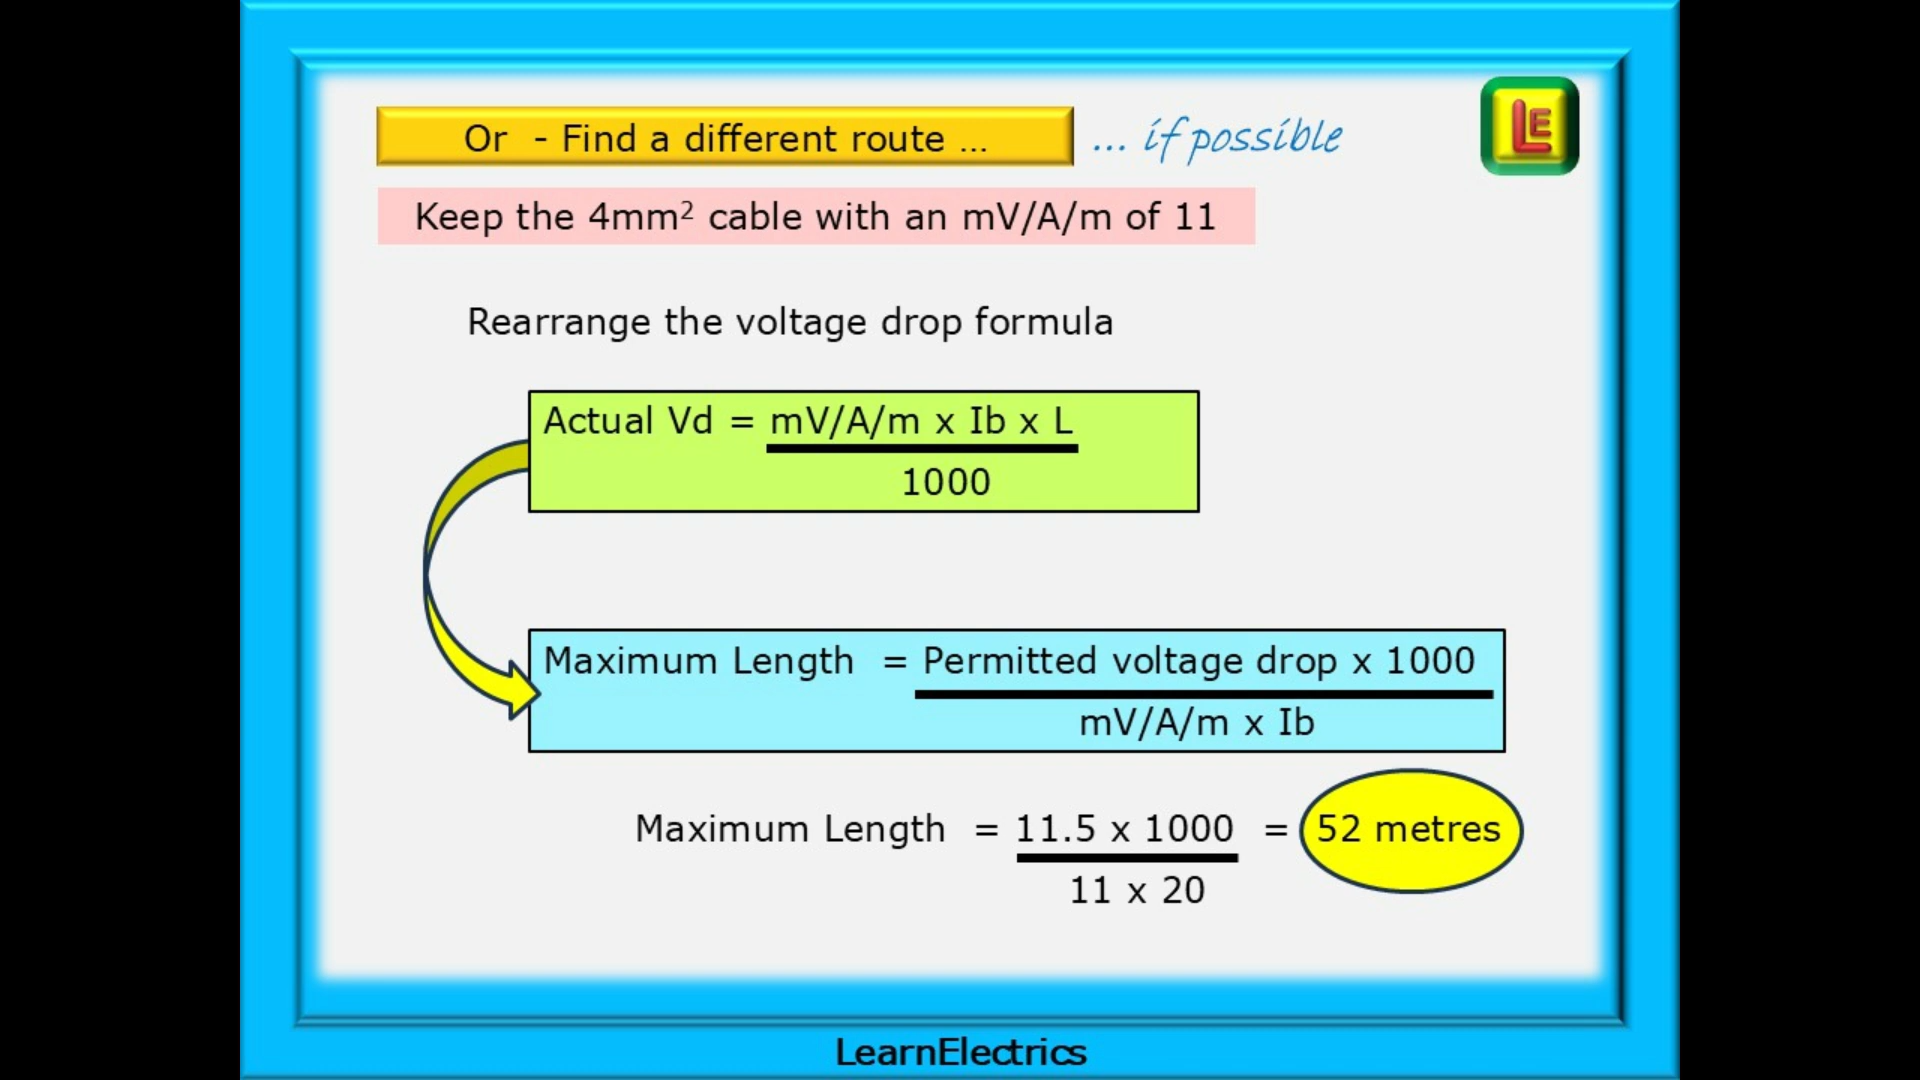 Or - Find a different route ...
... if possible
LE
Keep the 4mm² cable with an mV/A/m of 11
Rearrange the voltage drop formula
Actual Vd = mV/A/m x Ib x L
1000
Maximum Length = Permitted voltage drop x 1000
mV/A/m x Ib
Maximum Length = 11.5 x 1000 = 52 metres
11 x 20
LearnElectrics